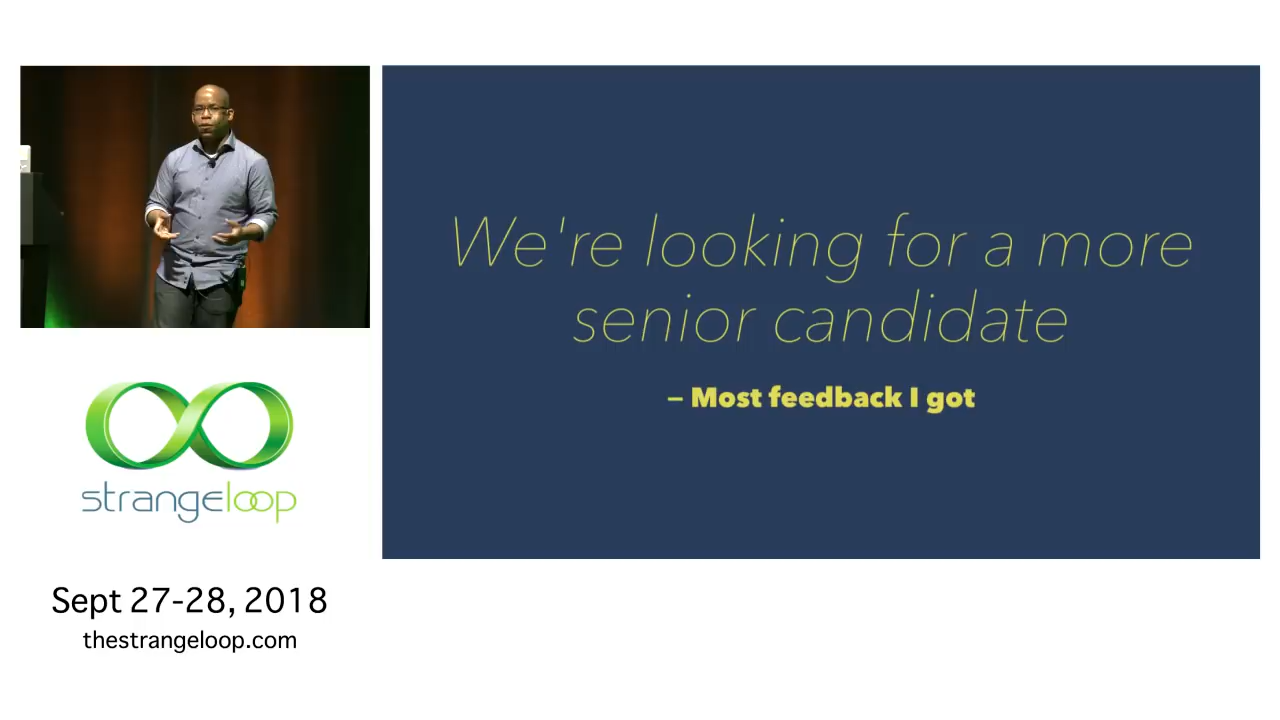 We're looking for a more
senior candidate
– Most feedback I got
strangeloop
Sept 27-28, 2018
thestrangeloop.com